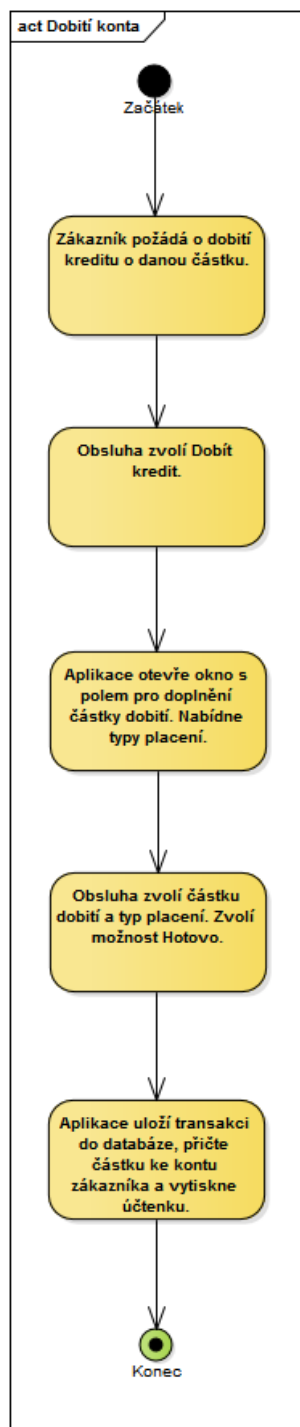 act Dobití konta
Začátek
Zákazník požádá o dobití
kreditu o danou částku.
Obsluha zvolí Dobít
kredit.
Aplikace otevře okno s
polem pro doplnění
částky dobití. Nabídne
typy placení.
Obsluha zvolí částku
dobití a typ placení. Zvolí
možnost Hotovo.
Aplikace uloží transakci
do databáze, přičte
částku ke kontu
zákazníka a vytiskne
účtenku.
Konec